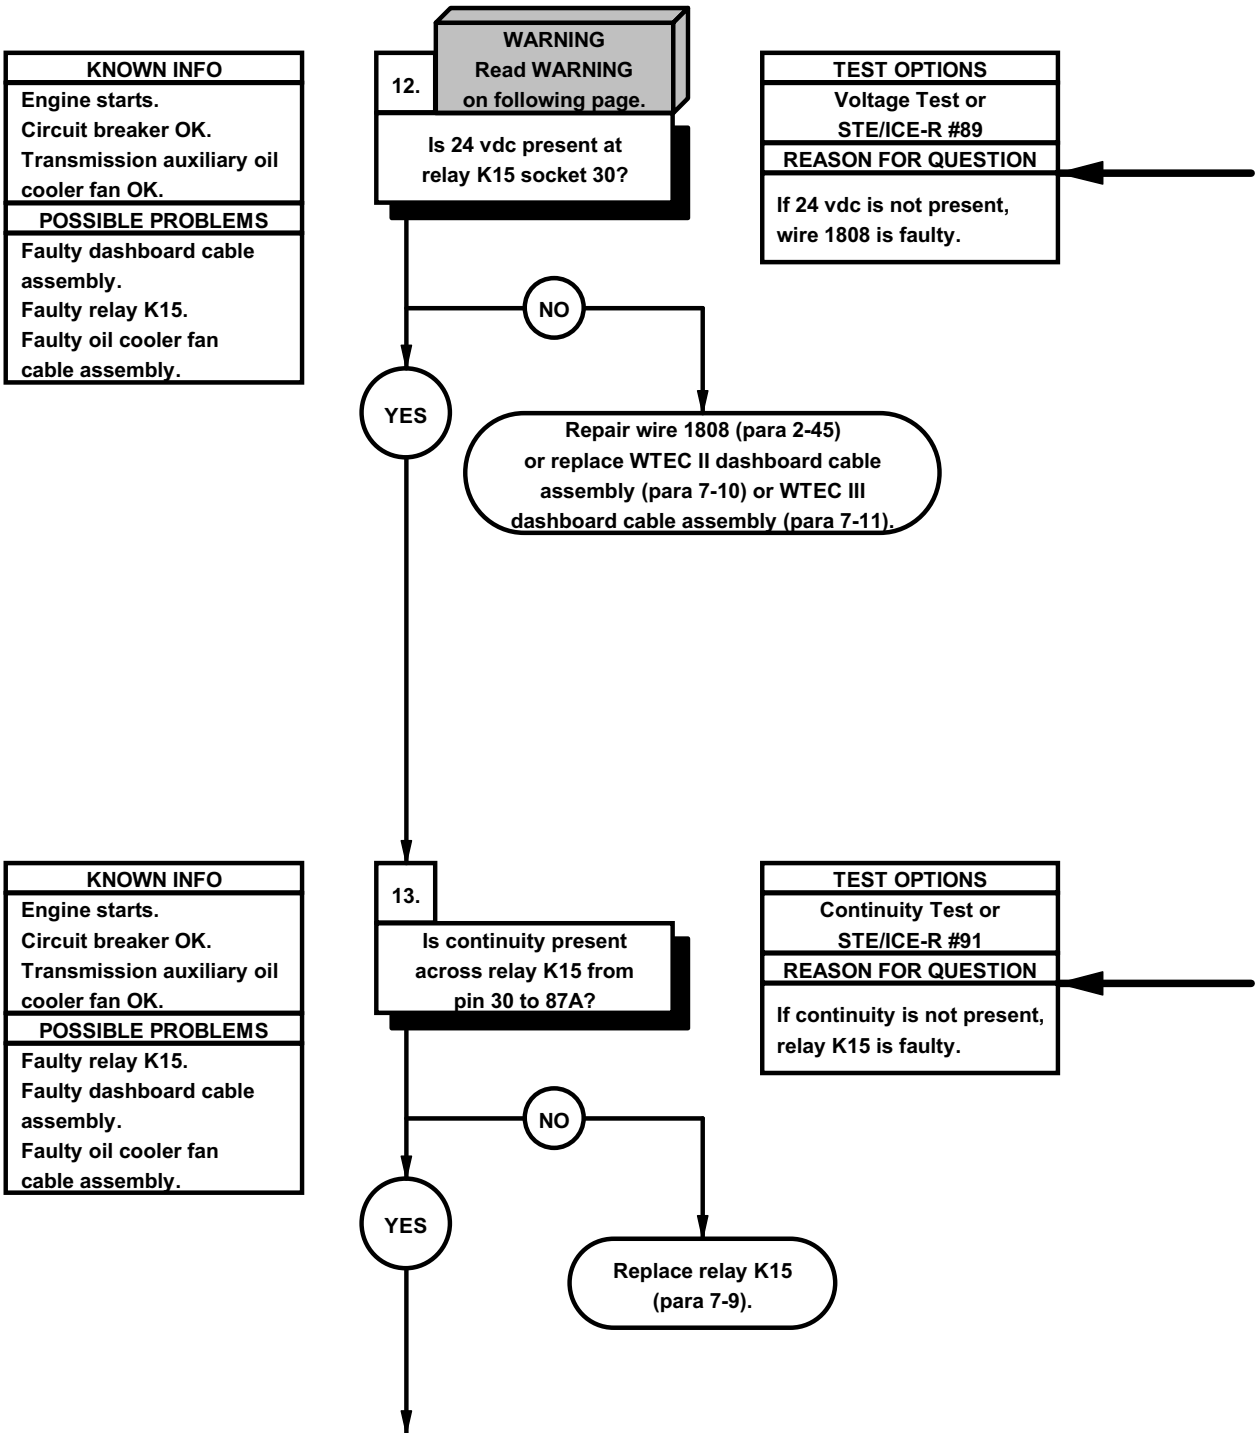 KNOWN INFO
Engine starts.
Circuit breaker OK.
Transmission auxiliary oil
cooler fan OK.
POSSIBLE PROBLEMS
Faulty dashboard cable
assembly.
Faulty relay K15.
Faulty oil cooler fan
cable assembly.
WARNING
Read WARNING
on following page.
12.
Is 24 vdc present at
relay K15 socket 30?
TEST OPTIONS
Voltage Test or
STE/ICE-R #89
REASON FOR QUESTION
If 24 vdc is not present,
wire 1808 is faulty.
NO
YES
Repair wire 1808 (para 2-45)
or replace WTEC II dashboard cable
assembly (para 7-10) or WTEC III
dashboard cable assembly (para 7-11).
KNOWN INFO
Engine starts.
Circuit breaker OK.
Transmission auxiliary oil
cooler fan OK.
POSSIBLE PROBLEMS
Faulty relay K15.
Faulty dashboard cable
assembly.
Faulty oil cooler fan
cable assembly.
13.
Is continuity present
across relay K15 from
pin 30 to 87A?
TEST OPTIONS
Continuity Test or
STE/ICE-R #91
REASON FOR QUESTION
If continuity is not present,
relay K15 is faulty.
NO
YES
Replace relay K15
(para 7-9).